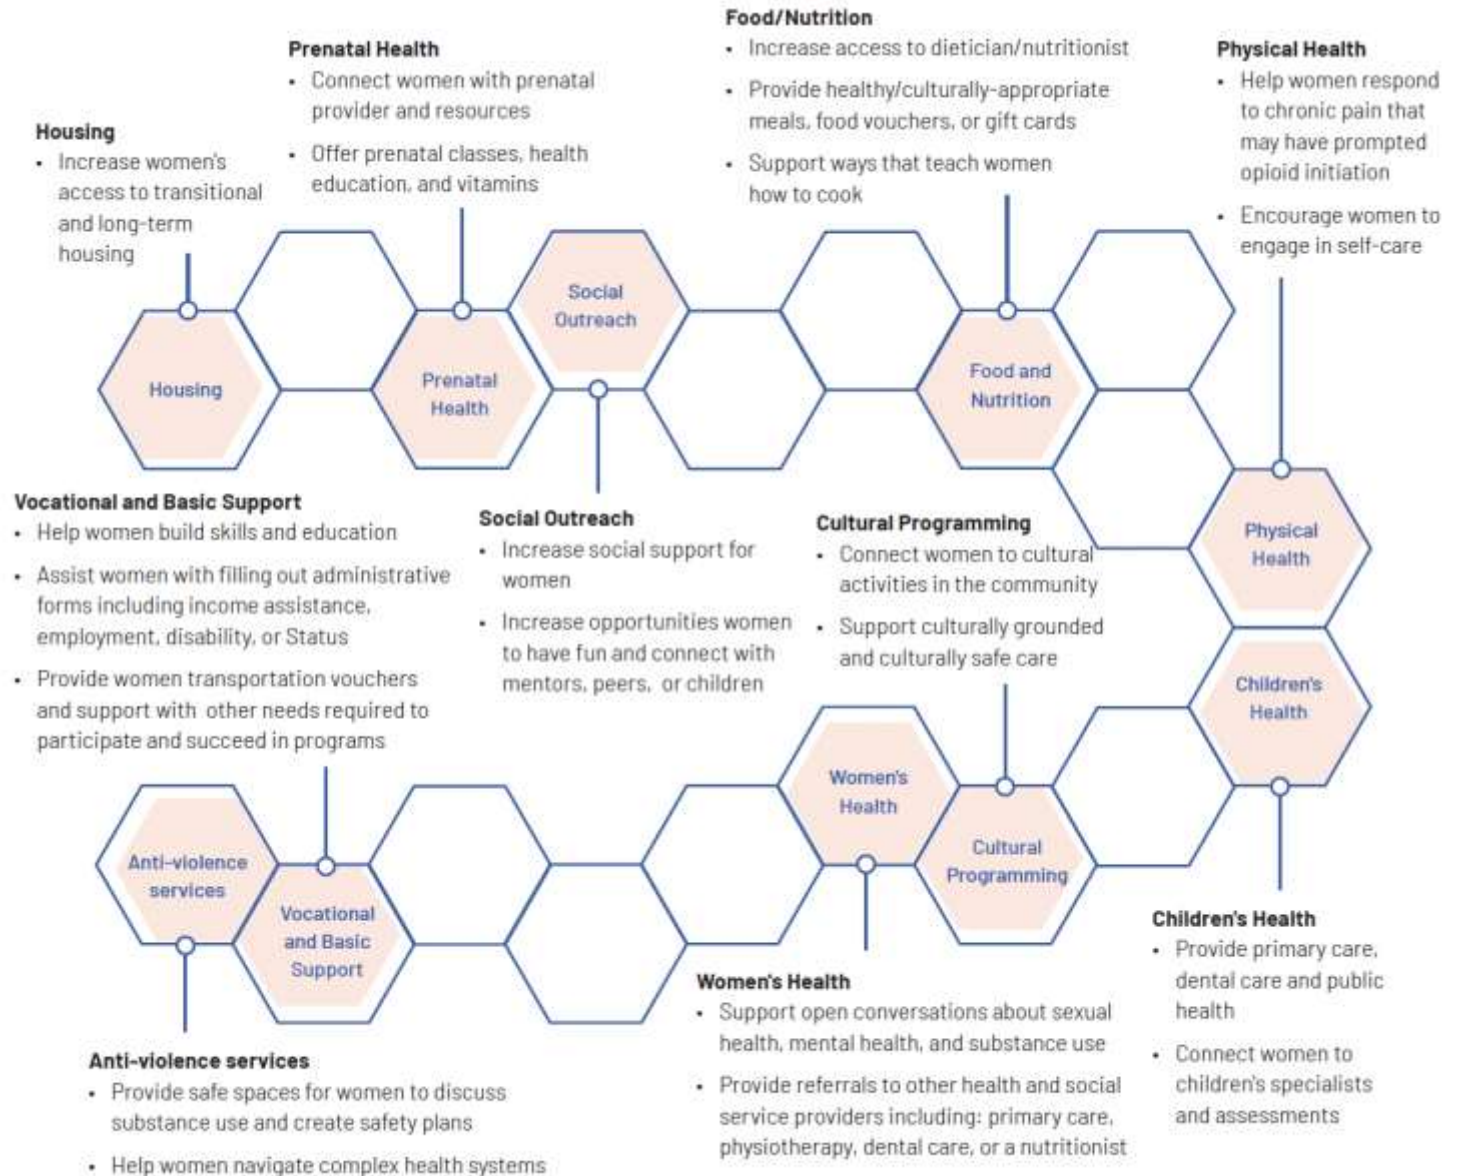 Food/Nutrition
• Increase access to dietician/nutritionist
• Provide healthy/culturally-appropriate
meals, food vouchers, or gift cards
• Support ways that teach women
how to cook
Prenatal Health
• Connect women with prenatal
provider and resources
• Offer prenatal classes, health
education, and vitamins
Physical Health
• Help women respond
to chronic pain that
may have prompted
opioid initiation
• Encourage women to
engage in self-care
Housing
• Increase women's
access to transitional
and long-term
housing
Social
Outreach
Housing
Prenatal
Health
Food and
Nutrition
Physical
Health
Vocational and Basic Support
• Help women build skills and education
• Assist women with filling out administrative
forms including income assistance,
employment, disability, or Status
• Provide women transportation vouchers
and support with other needs required to
participate and succeed in programs
Social Outreach
• Increase social support for
women
• Increase opportunities women
to have fun and connect with
mentors, peers, or children
Cultural Programming
• Connect women to cultural
activities in the community
• Support culturally grounded
and culturally safe care
Children's
Health
Women's
Health
Cultural
Programming
Anti-violence
services
Vocational
and Basic
Support
Children's Health
• Provide primary care,
dental care and public
health
• Connect women to
children's specialists
and assessments
Women's Health
• Support open conversations about sexual
health, mental health, and substance use
• Provide referrals to other health and social
service providers including: primary care,
physiotherapy, dental care, or a nutritionist
Anti-violence services
• Provide safe spaces for women to discuss
substance use and create safety plans
• Help women navigate complex health systems